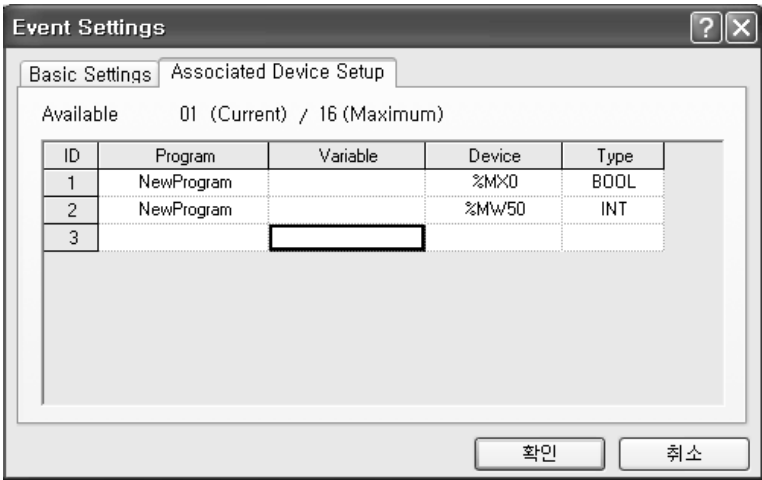 Event Settings
Basic Settings Associated Device Setup
Available 01 (Current) / 16 (Maximum)
ID Program Variable Device Type
1 NewProgram %MX0 BOOL
2 NewProgram %MW50 INT
3
확인 취소